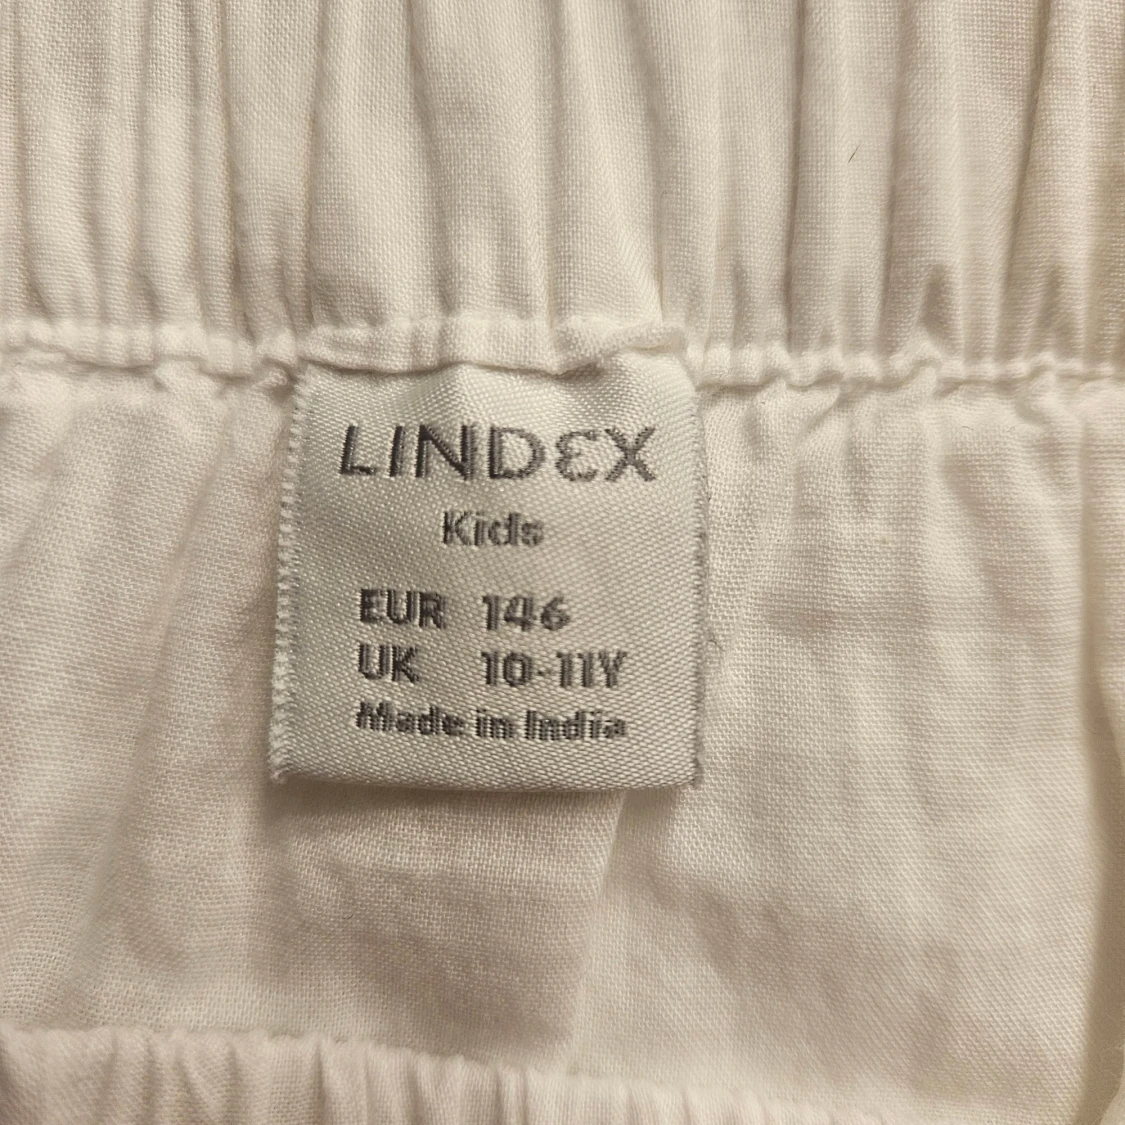 LINDEX
Kids
EUR 146
UK 10-11Y
Made in India